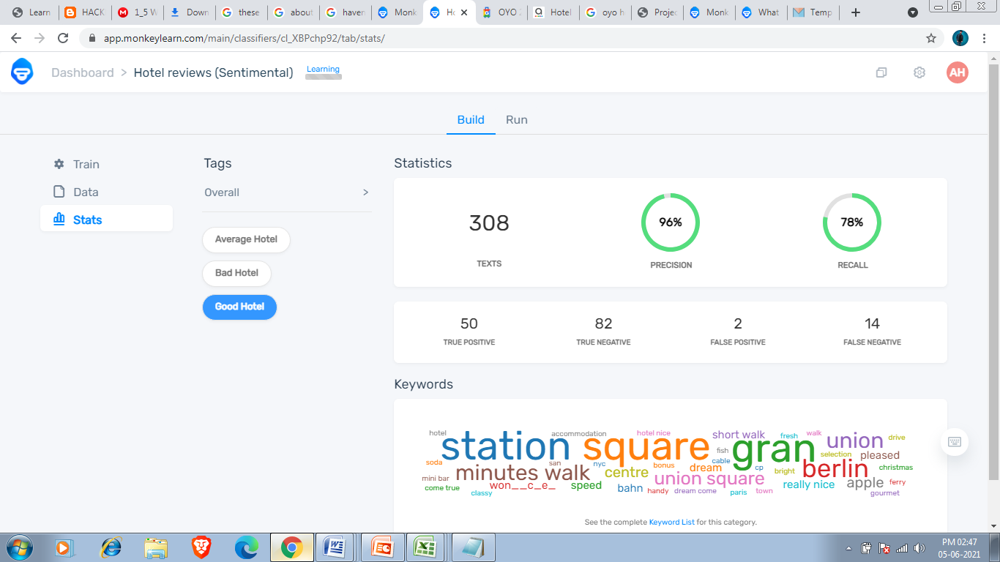 Learn HACK 1_5 W Down these about haven Monk Ho OYO 2 Hotel oyo h Projec Monk What Temp
app.monkeylearn.com/main/classifiers/cl_XBPchp92/tab/stats/
Dashboard > Hotel reviews (Sentimental) Learning AH
Build Run
Train
Data
Stats
Tags
Overall >
Average Hotel
Bad Hotel
Good Hotel
Statistics
308 96% 78%
TEXTS PRECISION RECALL
50 82 2 14
TRUE POSITIVE TRUE NEGATIVE FALSE POSITIVE FALSE NEGATIVE
Keywords
hotel station accommodation square hotel nice short walk fresh walk gran union drive
soda san nyc bonus fish cable cp selection pleased
mini bar minutes walk centre dream bright berlin christmas
come true won__c_e_ speed bahn union square really nice apple ferry
classy handy dream come paris town gourmet
See the complete Keyword List for this category.
PM 02:47
05-06-2021